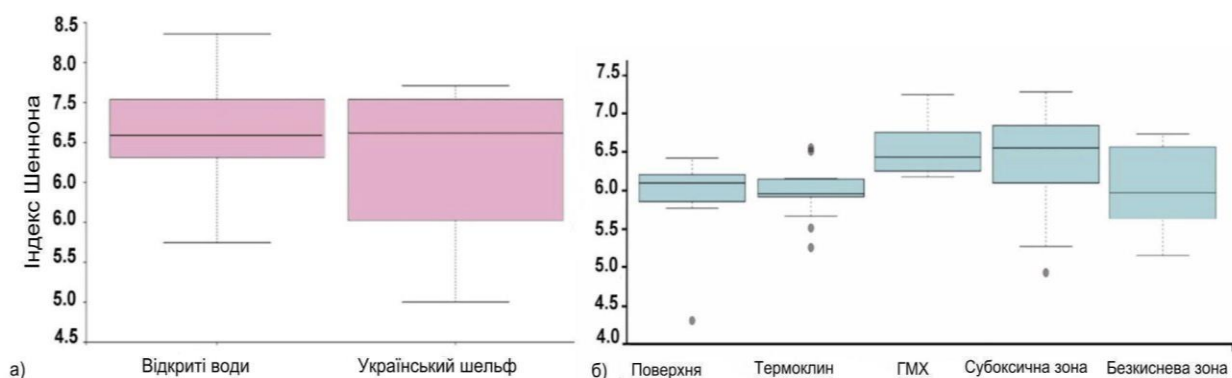 Індекс Шеннона
8.5
8.0
7.5
6.5
6.0
6.0
5.5
5.0
4.5
а)
Відкриті води
Український шельф
7.5
7.0
6.5
6.0
5.5
5.0
4.5
4.0
б)
Поверхня
Термоклин
ГМХ
Субоксична зона
Безкиснева зона